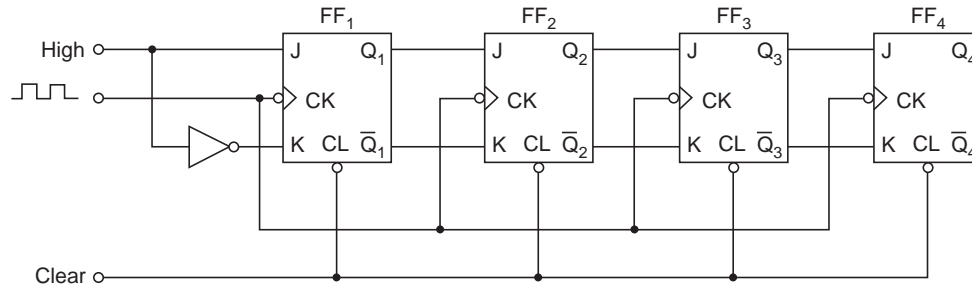 FF₁ FF₂ FF₃ FF₄
High J Q₁ J Q₂ J Q₃ J Q₄
CK CK CK CK
K CL Q̅₁ K CL Q̅₂ K CL Q̅₃ K CL Q̅₄
Clear